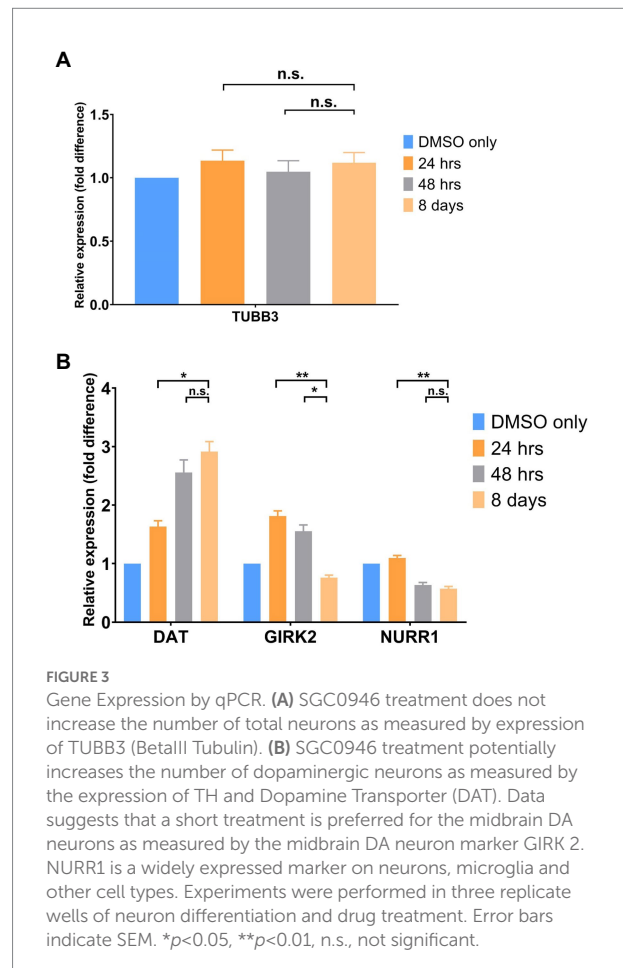 A
n.s.
n.s.
Relative expression (fold difference)
1.5
1.0
0.5
0.0
TUBB3
DMSO only
24 hrs
48 hrs
8 days
B
* ** **
n.s. * n.s.
Relative expression (fold difference)
4
3
2
1
0
DAT GIRK2 NURR1
DMSO only
24 hrs
48 hrs
8 days
FIGURE 3
Gene Expression by qPCR. (A) SGC0946 treatment does not
increase the number of total neurons as measured by expression
of TUBB3 (BetaIII Tubulin). (B) SGC0946 treatment potentially
increases the number of dopaminergic neurons as measured by
the expression of TH and Dopamine Transporter (DAT). Data
suggests that a short treatment is preferred for the midbrain DA
neurons as measured by the midbrain DA neuron marker GIRK 2.
NURR1 is a widely expressed marker on neurons, microglia and
other cell types. Experiments were performed in three replicate
wells of neuron differentiation and drug treatment. Error bars
indicate SEM. *p<0.05, **p<0.01, n.s., not significant.